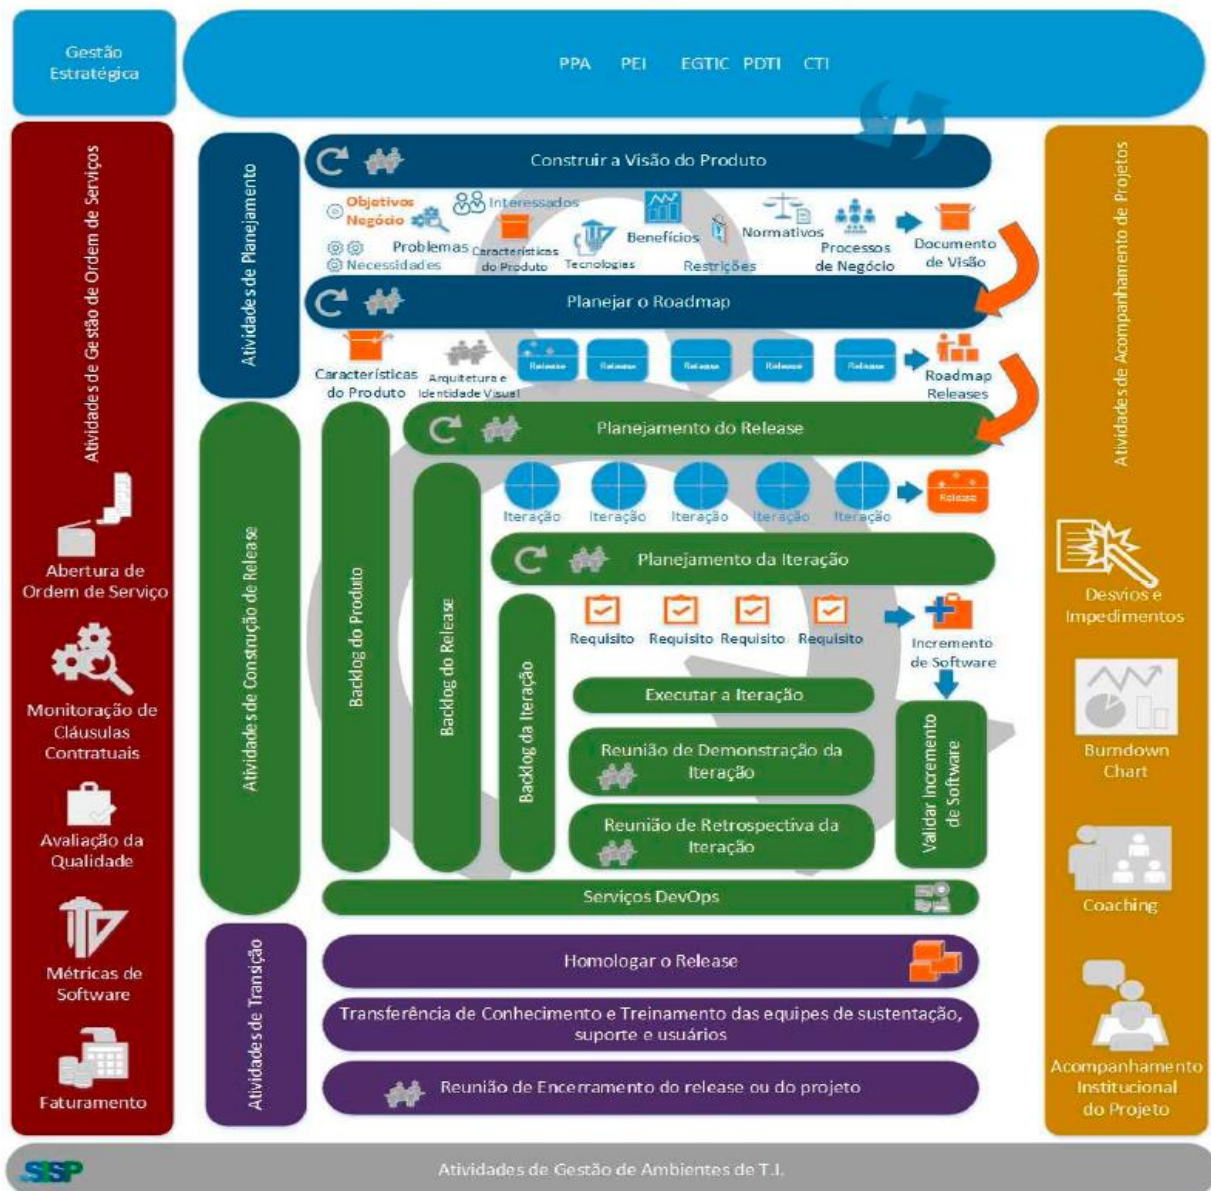 Gestão
Estratégica
PPA PEI EGTIC PDTI CTI
Atividades de Gestão de Ordem de Serviços
Abertura de
Ordem de Serviço
Monitoração de
Cláusulas
Contratuais
Avaliação da
Qualidade
Métricas de
Software
Faturamento
Atividades de Planejamento
Construir a Visão do Produto
Objetivos
Negócio
Necessidades
Problemas
Interessados
Características
do Produto
Tecnologias
Benefícios
Restrições
Normativos
Processos
de Negócio
Documento
de Visão
Planejar o Roadmap
Características
do Produto
Arquitetura e
Identidade Visual
Release Release Release Release Release
Roadmap
Releases
Atividades de Construção de Release
Backlog do Produto
Planejamento do Release
Backlog do Release
Iteração Iteração Iteração Iteração Iteração
Release
Planejamento da Iteração
Backlog da Iteração
Requisito Requisito Requisito Requisito
Incremento
de Software
Executar a Iteração
Reunião de Demonstração da
Iteração
Reunião de Retrospectiva da
Iteração
Validar Incremento
de Software
Serviços DevOps
Atividades de Transição
Homologar o Release
Transferência de Conhecimento e Treinamento das equipes de sustentação,
suporte e usuários
Reunião de Encerramento do release ou do projeto
Atividades de Acompanhamento de Projetos
Desvios e
Impedimentos
Burndown
Chart
Coaching
Acompanhamento
Institucional
do Projeto
SISP
Atividades de Gestão de Ambientes de T.I.